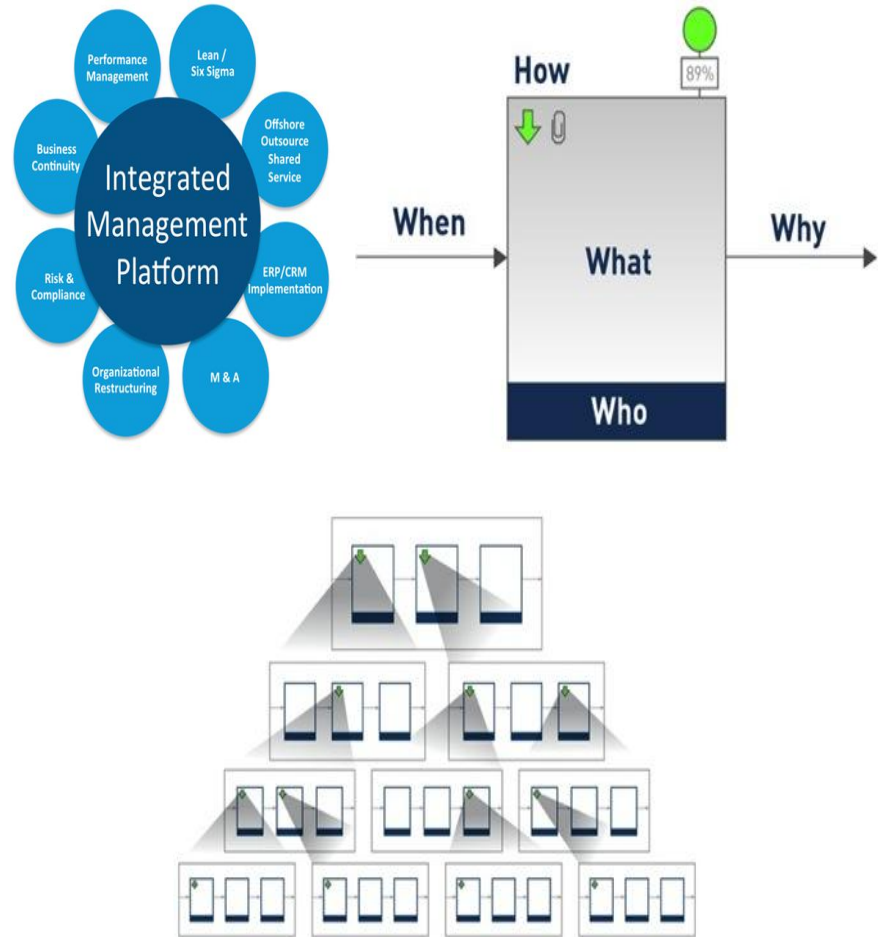 Performance
Management
Lean /
Six Sigma
Business
Continuity
Offshore
Outsource
Shared
Service
Integrated
Management
Platform
Risk &
Compliance
ERP/CRM
Implementation
Organizational
Restructuring
M & A
How
89%
When
What
Why
Who